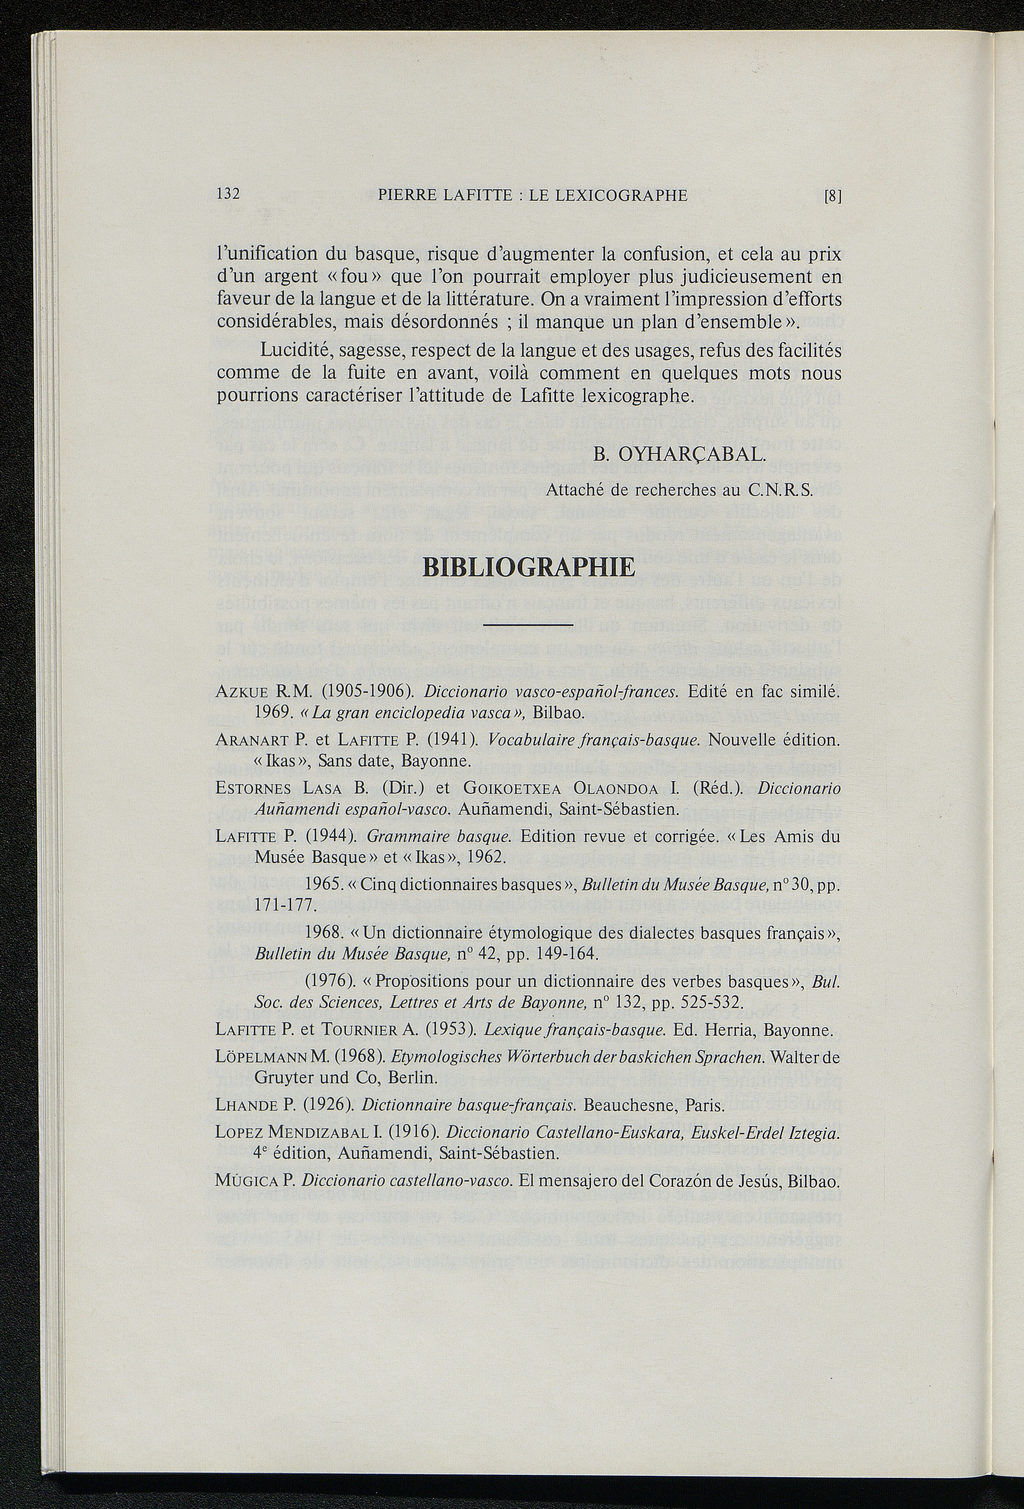 132 PIERRE LAFITTE : LE LEXICOGRAPHE [8]
l'unification du basque, risque d'augmenter la confusion, et cela au prix
d'un argent «fou» que l'on pourrait employer plus judicieusement en
faveur de la langue et de la littérature. On a vraiment l'impression d'efforts
considérables, mais désordonnés ; il manque un plan d'ensemble».
Lucidité, sagesse, respect de la langue et des usages, refus des facilités
comme de la fuite en avant, voilà comment en quelques mots nous
pourrions caractériser l'attitude de Lafitte lexicographe.
B. OYHARÇABAL.
Attaché de recherches au C.N.R.S.
BIBLIOGRAPHIE
AZKUE R.M. (1905-1906). Diccionario vasco-español-frances. Edité en fac similé.
1969. «La gran enciclopedia vasca», Bilbao.
ARANART P. et LAFITTE P. (1941). Vocabulaire français-basque. Nouvelle édition.
«Ikas», Sans date, Bayonne.
ESTORNES LASA B. (Dir.) et GOIKOETXEA OLAONDOA I. (Réd.). Diccionario
Auñamendi español-vasco. Auñamendi, Saint-Sébastien.
LAFITTE P. (1944). Grammaire basque. Edition revue et corrigée. «Les Amis du
Musée Basque» et «Ikas», 1962.
1965. «Cinq dictionnaires basques», Bulletin du Musée Basque, n° 30, pp.
171-177.
1968. «Un dictionnaire étymologique des dialectes basques français»,
Bulletin du Musée Basque, n° 42, pp. 149-164.
(1976). «Propositions pour un dictionnaire des verbes basques», Bul.
Soc. des Sciences, Lettres et Arts de Bayonne, n° 132, pp. 525-532.
LAFITTE P. et TOURNIER A. (1953). Lexique français-basque. Ed. Herria, Bayonne.
LÖPELMANN M. (1968). Etymologisches Wörterbuch der baskichen Sprachen. Walter de
Gruyter und Co, Berlin.
LHANDE P. (1926). Dictionnaire basque-français. Beauchesne, Paris.
LOPEZ MENDIZABAL I. (1916). Diccionario Castellano-Euskara, Euskel-Erdel Iztegia.
4e édition, Auñamendi, Saint-Sébastien.
MÚGICA P. Diccionario castellano-vasco. El mensajero del Corazón de Jesús, Bilbao.